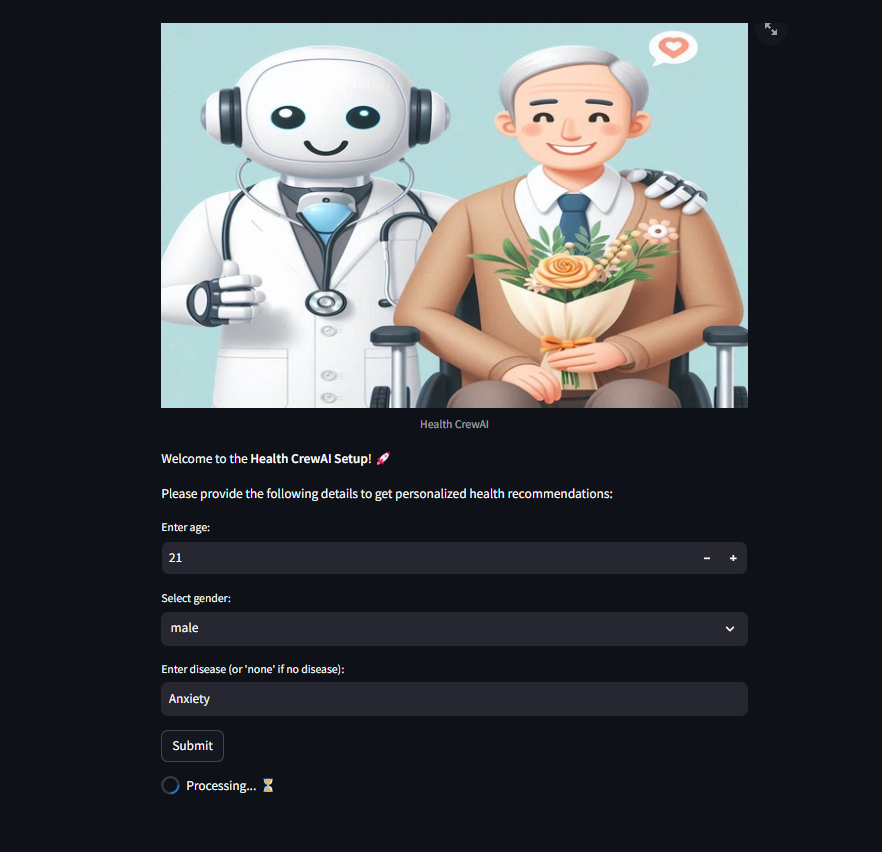 Health CrewAI
Welcome to the Health CrewAI Setup! 🚀
Please provide the following details to get personalized health recommendations:
Enter age:
21
Select gender:
male
Enter disease (or 'none' if no disease):
Anxiety
Submit
Processing... ⏳